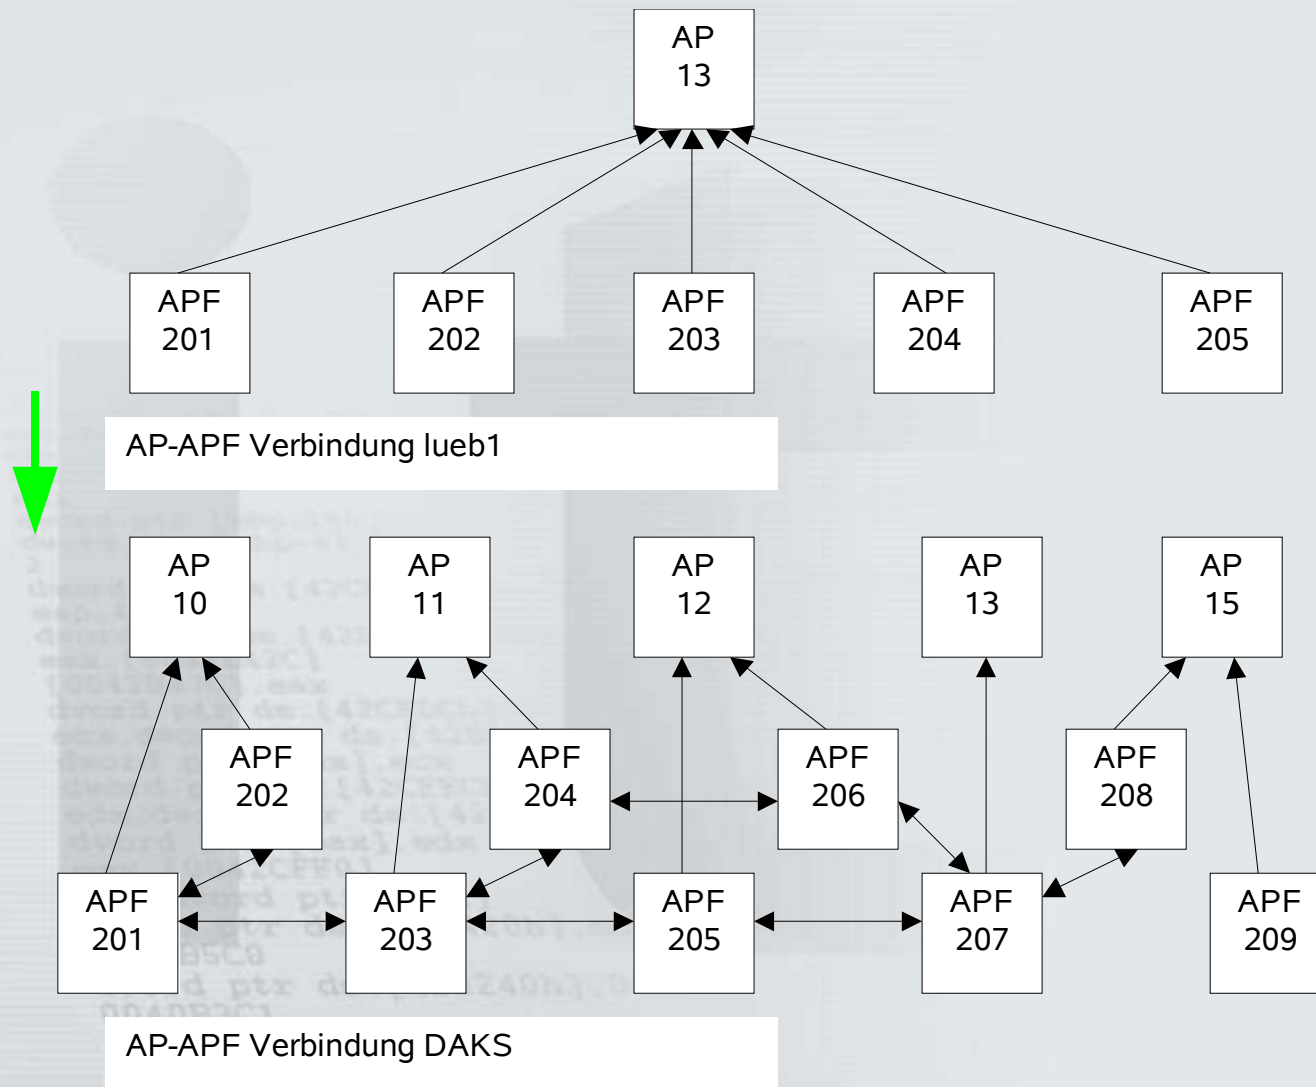 AP
13
APF
201
APF
202
APF
203
APF
204
APF
205
AP-APF Verbindung lueb1
AP
10
AP
11
AP
12
AP
13
AP
15
APF
202
APF
204
APF
206
APF
208
APF
201
APF
203
APF
205
APF
207
APF
209
AP-APF Verbindung DAKS